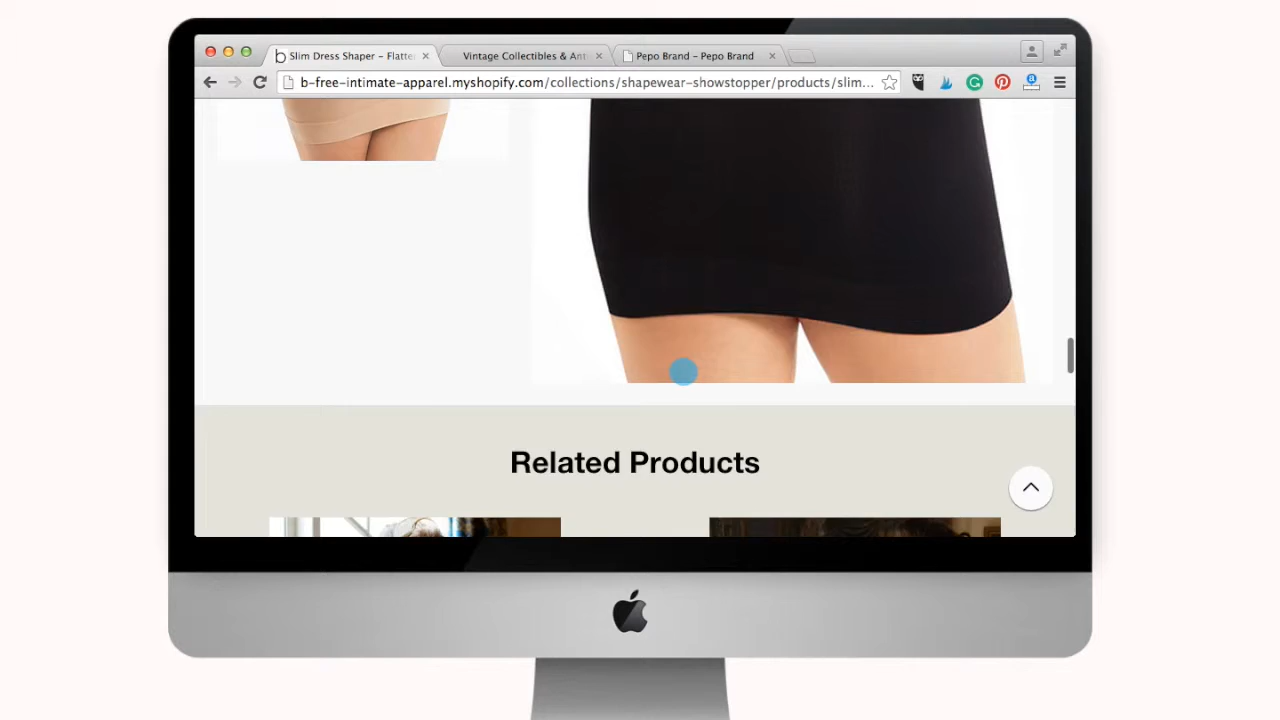 Slim Dress Shaper – Flatte
Vintage Collectibles & Ant
Pepo Brand – Pepo Brand
b-free-intimate-apparel.myshopify.com/collections/shapewear-showstopper/products/slim...
Related Products